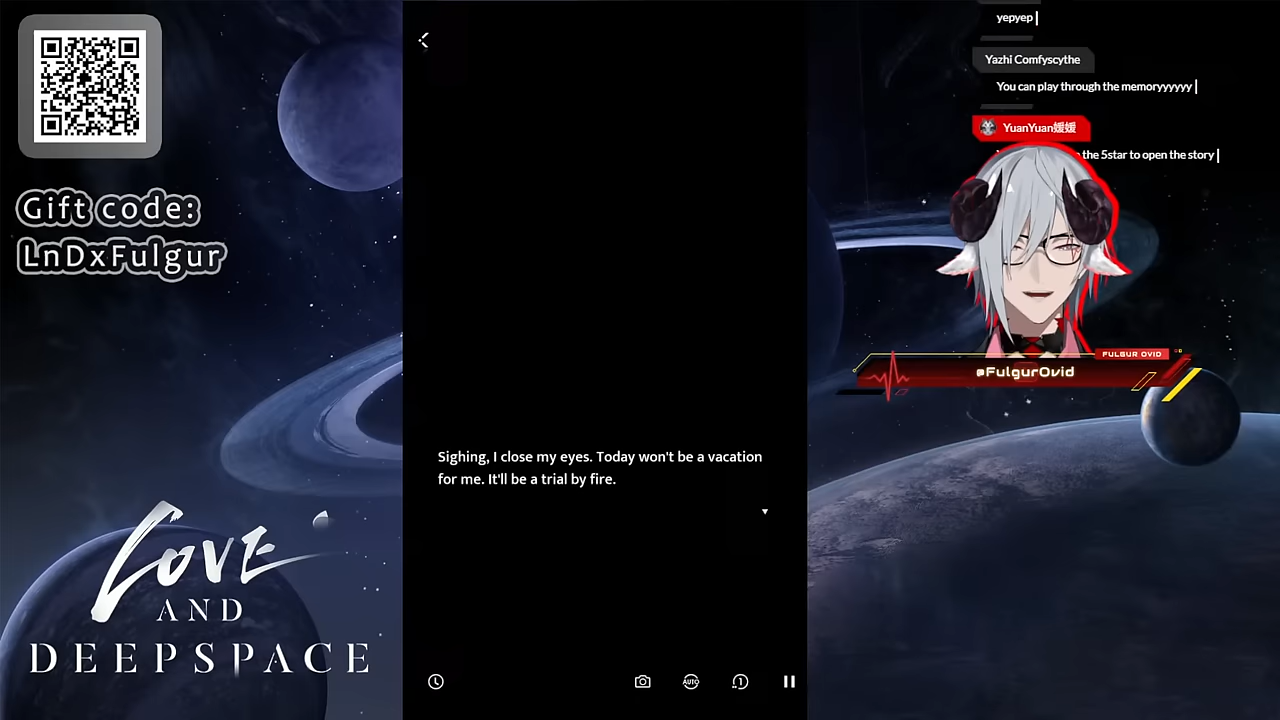 Gift code:
LnDxFulgur
LOVE
AND
DEEPSPACE
Sighing, I close my eyes. Today won't be a vacation
for me. It'll be a trial by fire.
AUTO
1
yepyep
Yazhi Comfyscythe
You can play through the memoryyyyyy
YuanYuan媛媛
the 5star to open the story
FULGUR OVID
@FulgurOvid